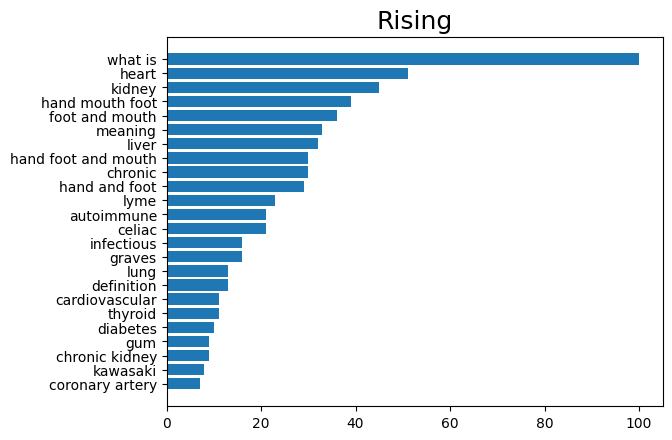 Rising
what is
heart
kidney
hand mouth foot
foot and mouth
meaning
liver
hand foot and mouth
chronic
hand and foot
lyme
autoimmune
celiac
infectious
graves
lung
definition
cardiovascular
thyroid
diabetes
gum
chronic kidney
kawasaki
coronary artery
0 20 40 60 80 100